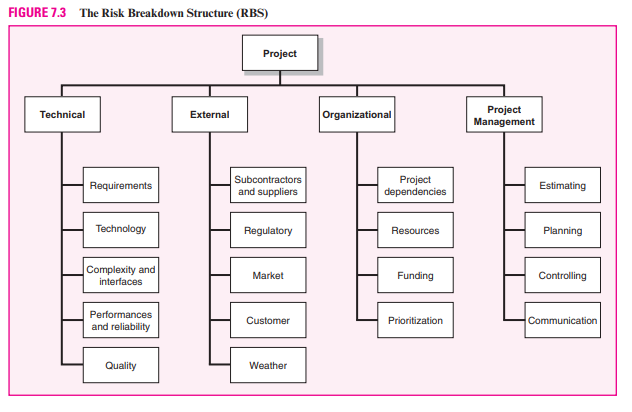 FIGURE 7.3 The Risk Breakdown Structure (RBS)
Project
Technical
External
Organizational
Project
Management
Requirements
Technology
Complexity and
interfaces
Performances
and reliability
Quality
Subcontractors
and suppliers
Regulatory
Market
Customer
Weather
Project
dependencies
Resources
Funding
Prioritization
Estimating
Planning
Controlling
Communication